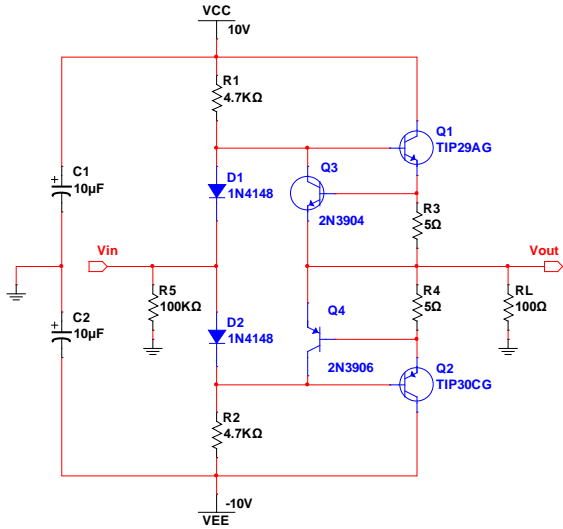 VCC
10V
R1
4.7KΩ
Q1
TIP29AG
C1
10µF
D1
1N4148
Q3
2N3904
R3
5Ω
Vin
Vout
R5
100KΩ
C2
10µF
D2
1N4148
Q4
2N3906
R4
5Ω
RL
100Ω
Q2
TIP30CG
R2
4.7KΩ
-10V
VEE